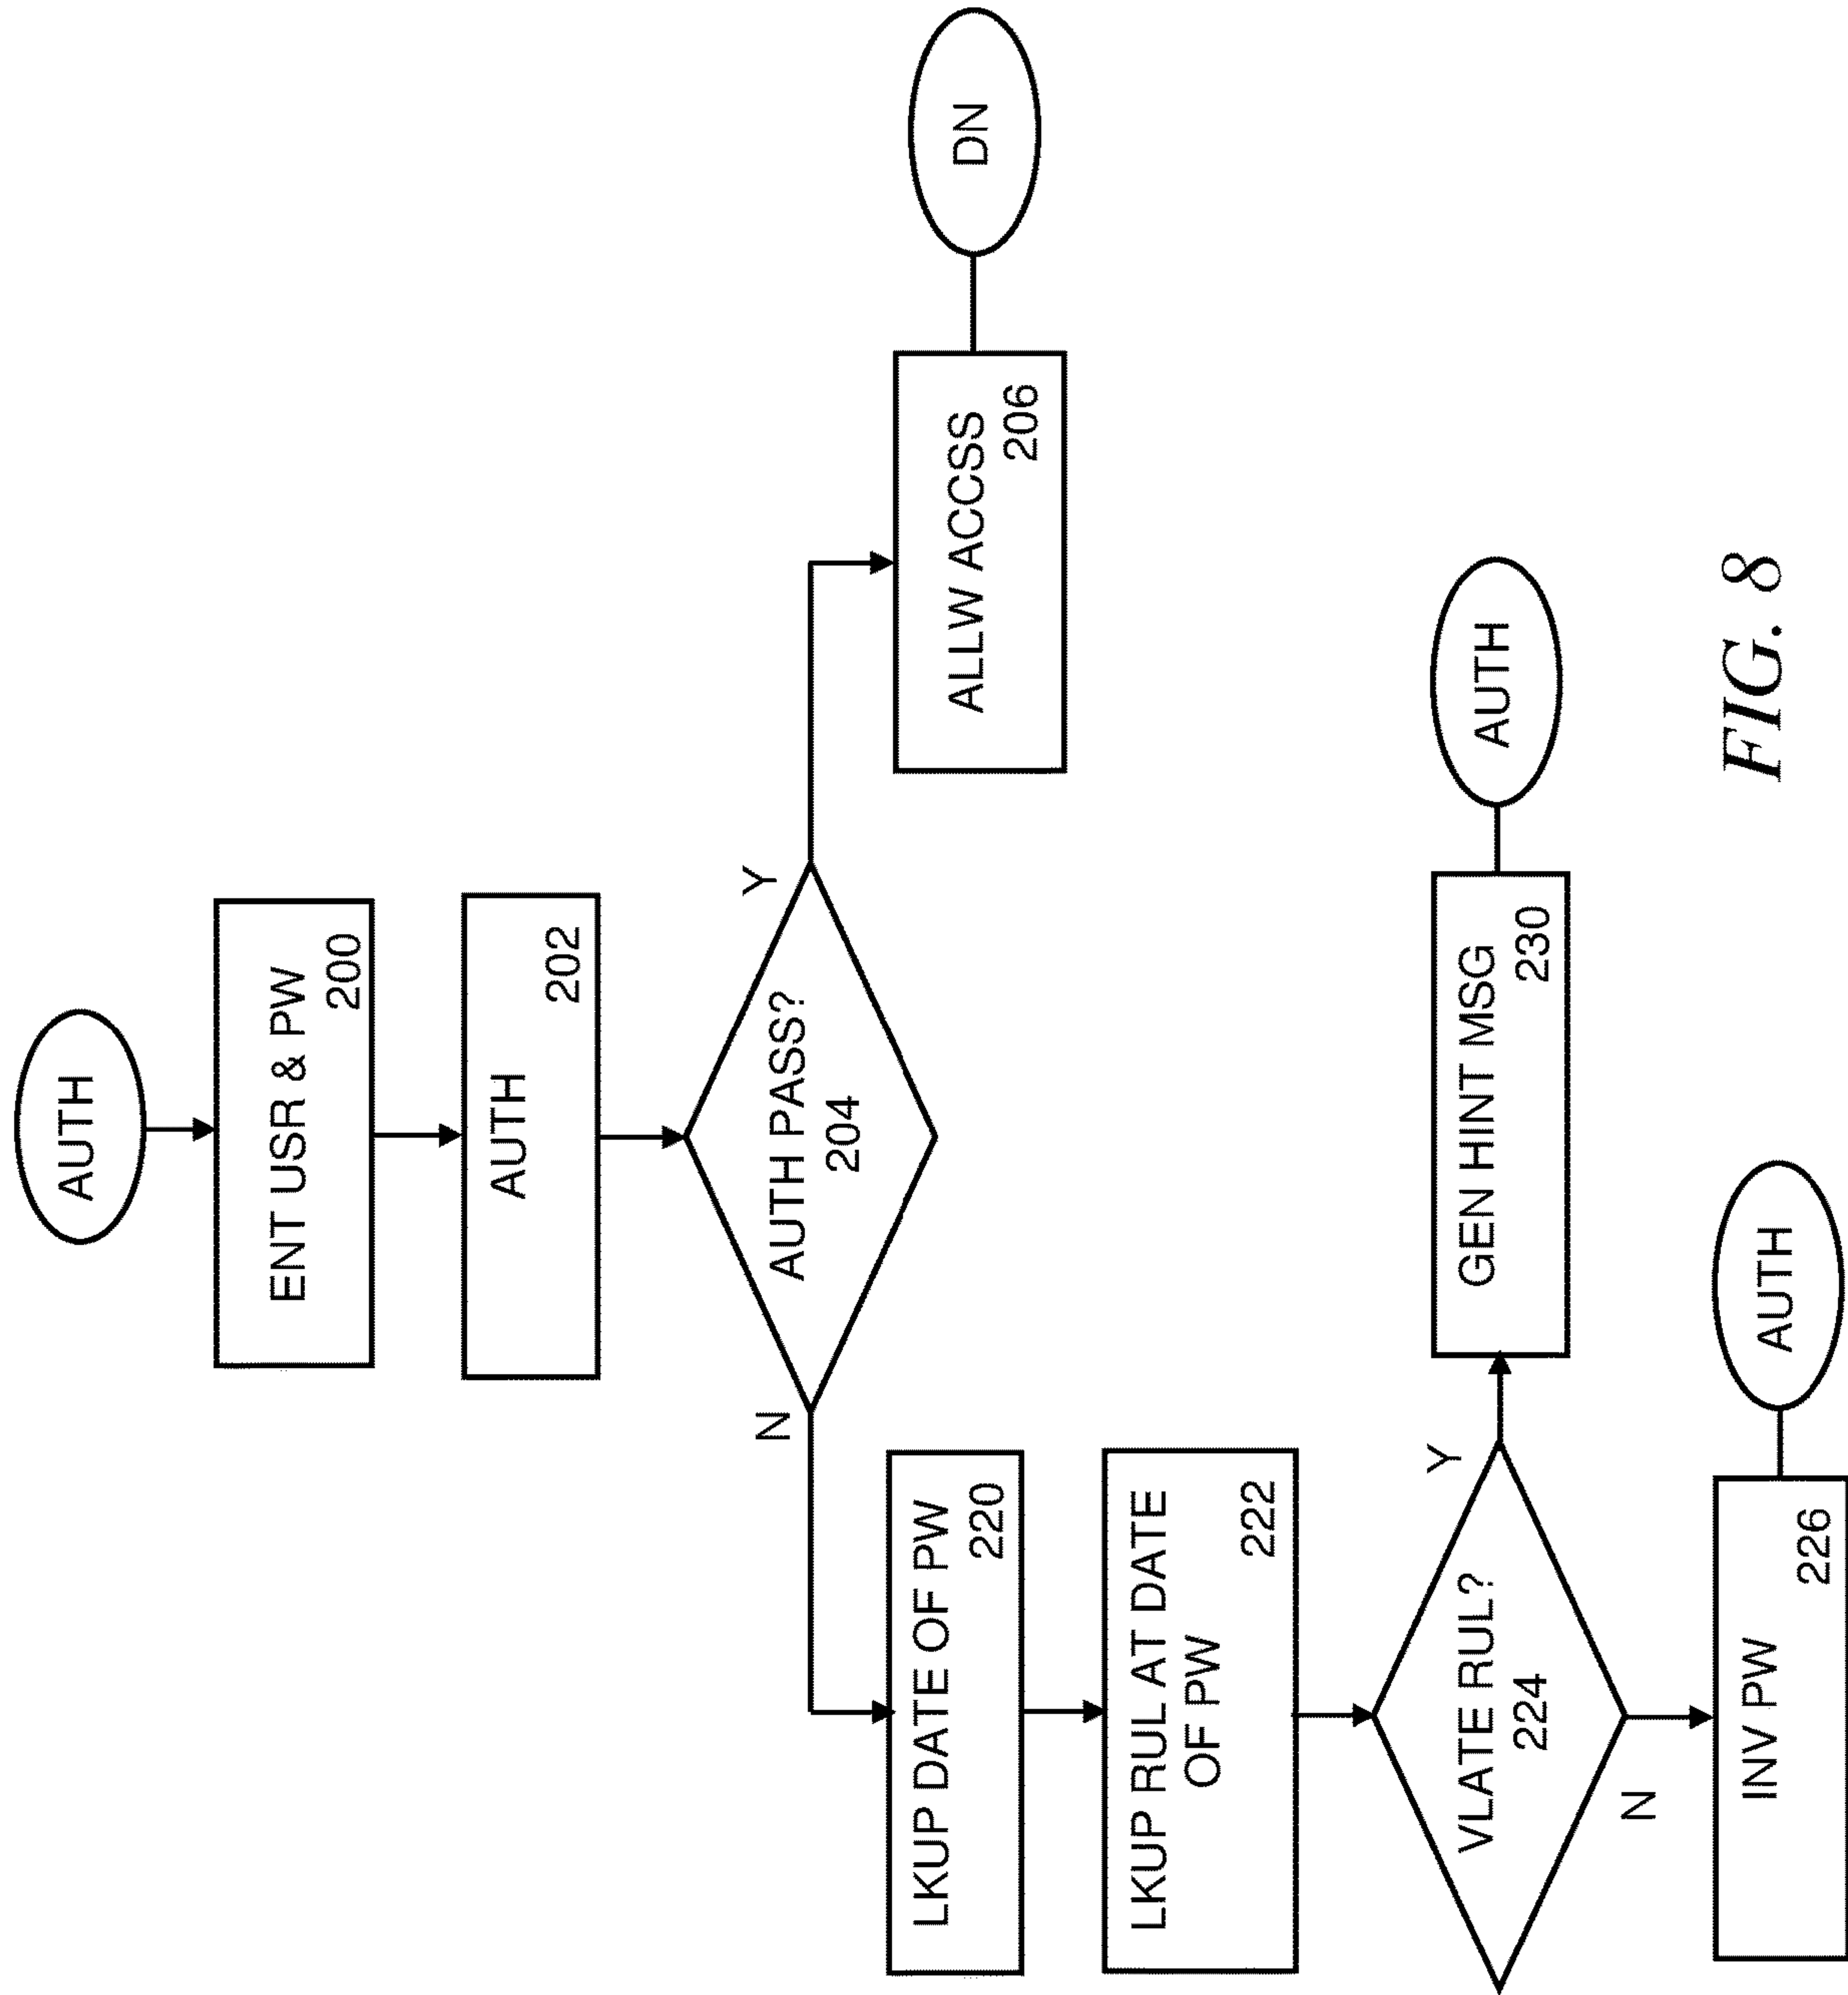 AUTH
ENT USR & PW
200
AUTH
202
AUTH PASS?
204
Y
N
ALLW ACCSS
206
DN
LKUP DATE OF PW
220
LKUP RUL AT DATE
OF PW
222
VLATE RUL?
224
Y
N
GEN HINT MSG
230
AUTH
INV PW
226
AUTH
FIG. 8